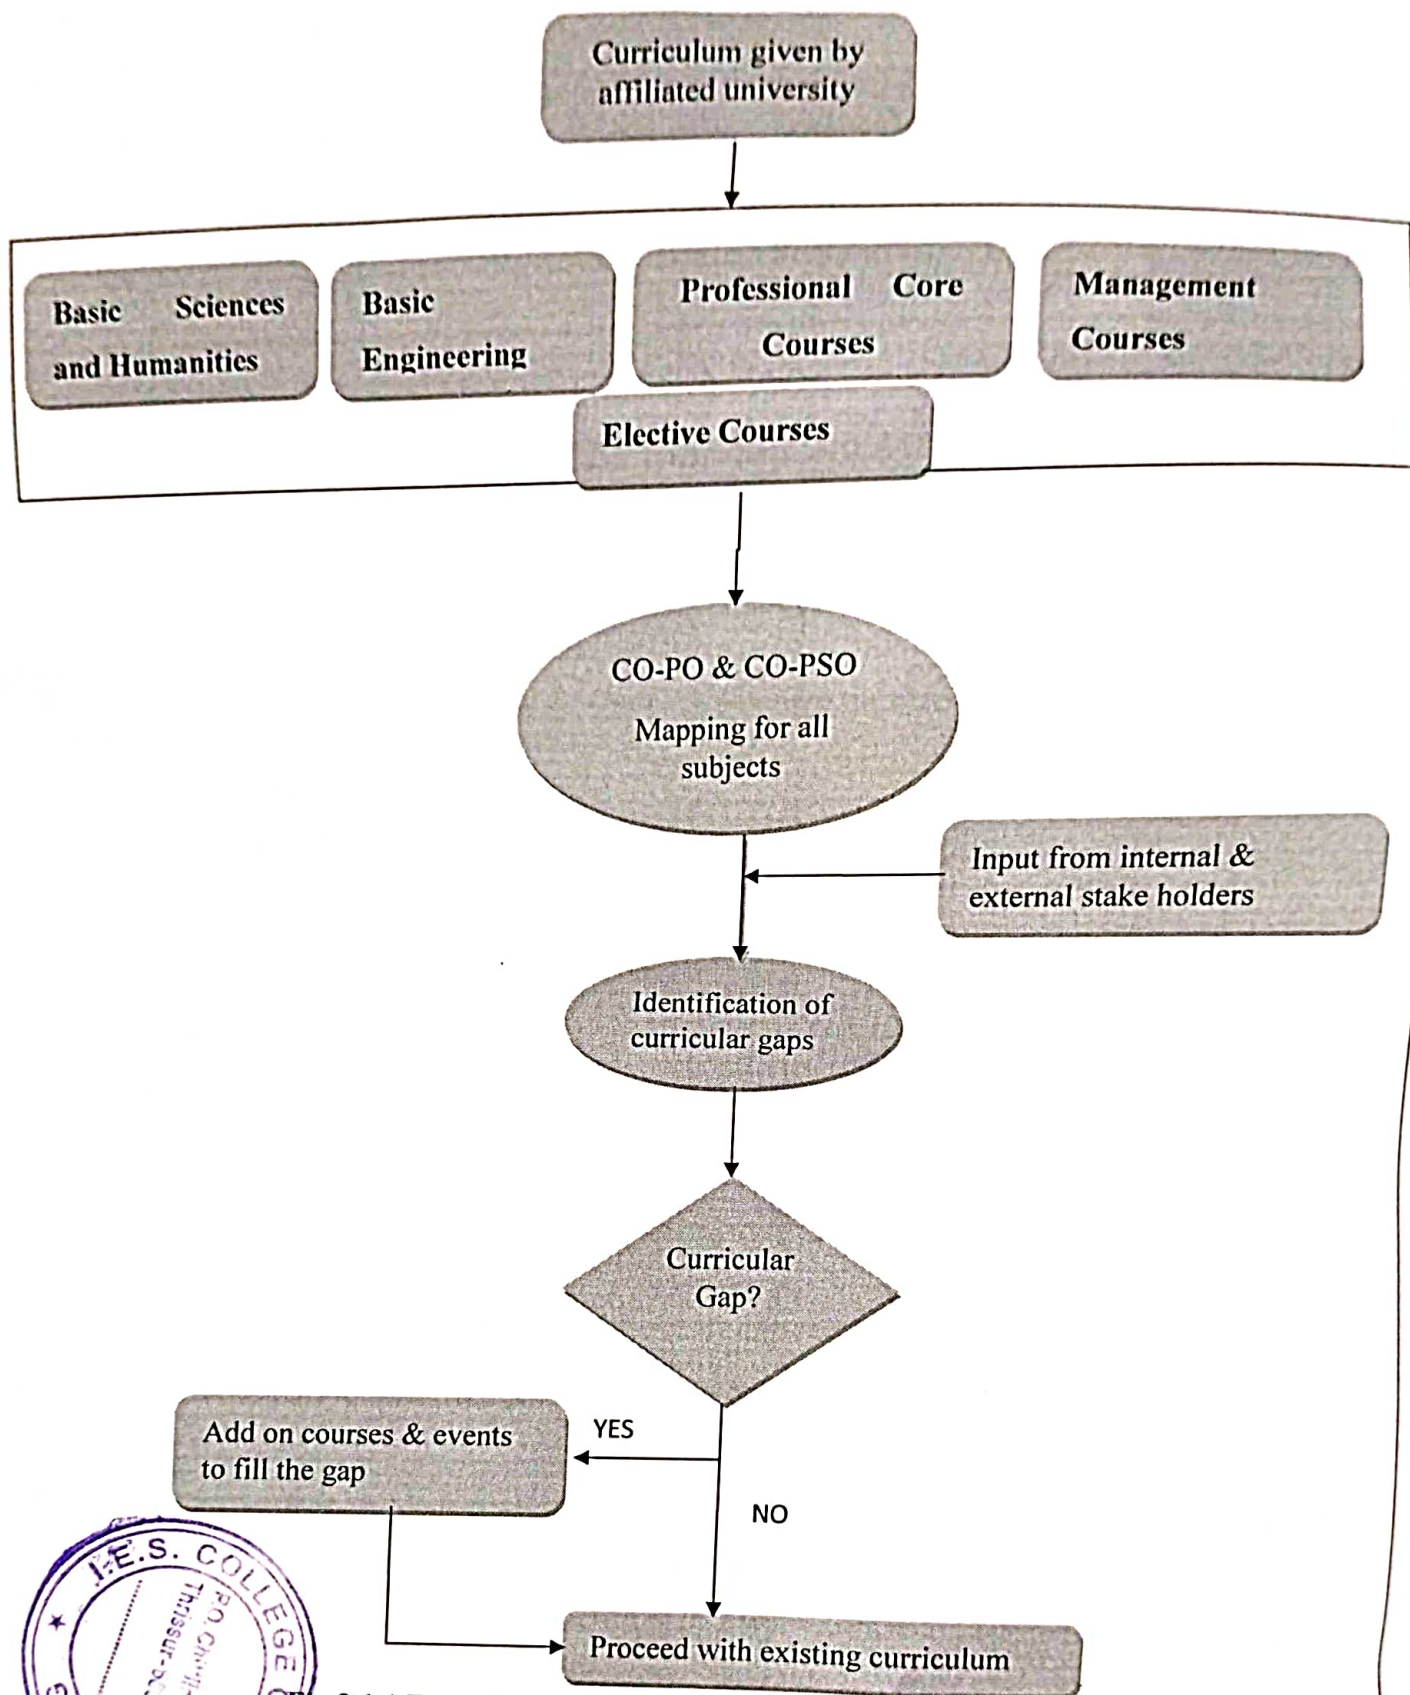 Curriculum given by
affiliated university
Basic Sciences
and Humanities
Basic
Engineering
Professional Core
Courses
Management
Courses
Elective Courses
CO-PO & CO-PSO
Mapping for all
subjects
Input from internal &
external stake holders
Identification of
curricular gaps
Curricular
Gap?
YES
Add on courses & events
to fill the gap
NO
Proceed with existing curriculum
I.E.S. COLLEGE
Thrissur